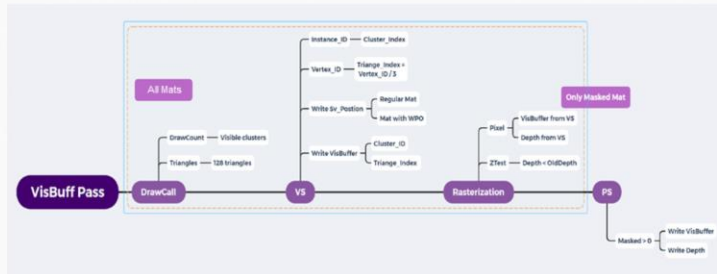 Instance_ID
Cluster_Index
Vertex_ID
Triange_Index =
Vertex_ID / 3
All Mats
Only Masked Mat
Write Sv_Postion
Regular Mat
Mat with WPO
Pixel
VisBuffer from VS
Depth from VS
DrawCount
Visible clusters
Write VisBuffer
Cluster_ID
Triange_Index
Triangles
128 triangles
ZTest
Depth < OldDepth
VisBuff Pass
DrawCall
VS
Rasterization
PS
Masked > 0
Write VisBuffer
Write Depth